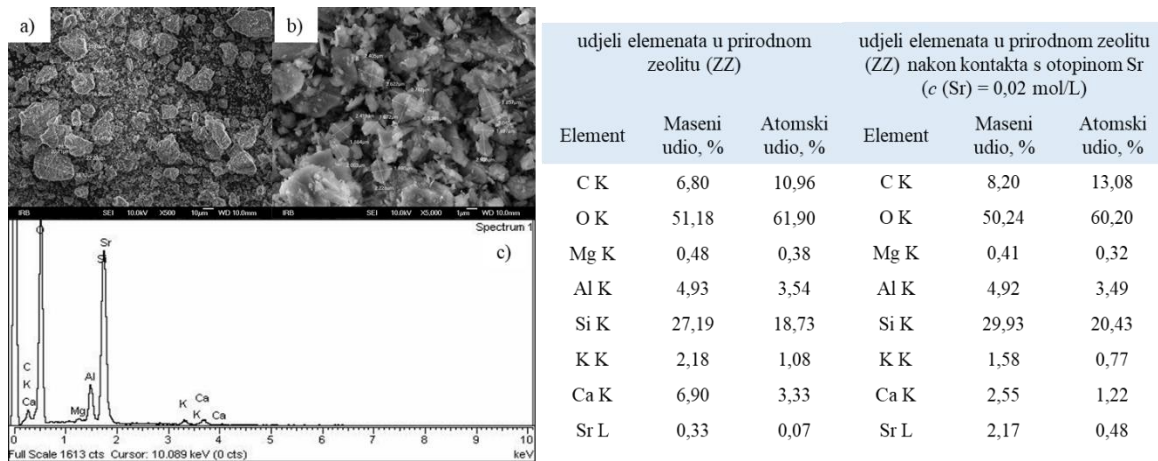 a)
b)
IRB SEI 10.0kV X500 10μm WD 10.0mm
IRB SEI 10.0kV X5,000 1μm WD 10.0mm
Spectrum 1
c)
C
K
Ca
O
Mg
Al
Sr
Si
K
K
Ca
Ca
0 1 2 3 4 5 6 7 8 9 10
Full Scale 1613 cts Cursor: 10.089 keV (0 cts) keV
udjeli elemenata u prirodnom
zeolitu (ZZ)
udjeli elemenata u prirodnom zeolitu
(ZZ) nakon kontakta s otopinom Sr
(c (Sr) = 0,02 mol/L)
Element Maseni udio, % Atomski udio, % Element Maseni udio, % Atomski udio, %
C K 6,80 10,96 C K 8,20 13,08
O K 51,18 61,90 O K 50,24 60,20
Mg K 0,48 0,38 Mg K 0,41 0,32
Al K 4,93 3,54 Al K 4,92 3,49
Si K 27,19 18,73 Si K 29,93 20,43
K K 2,18 1,08 K K 1,58 0,77
Ca K 6,90 3,33 Ca K 2,55 1,22
Sr L 0,33 0,07 Sr L 2,17 0,48